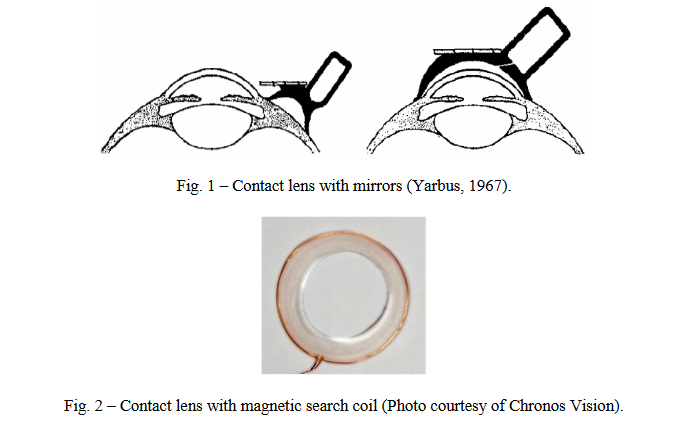 Fig. 1 – Contact lens with mirrors (Yarbus, 1967).
Fig. 2 – Contact lens with magnetic search coil (Photo courtesy of Chronos Vision).